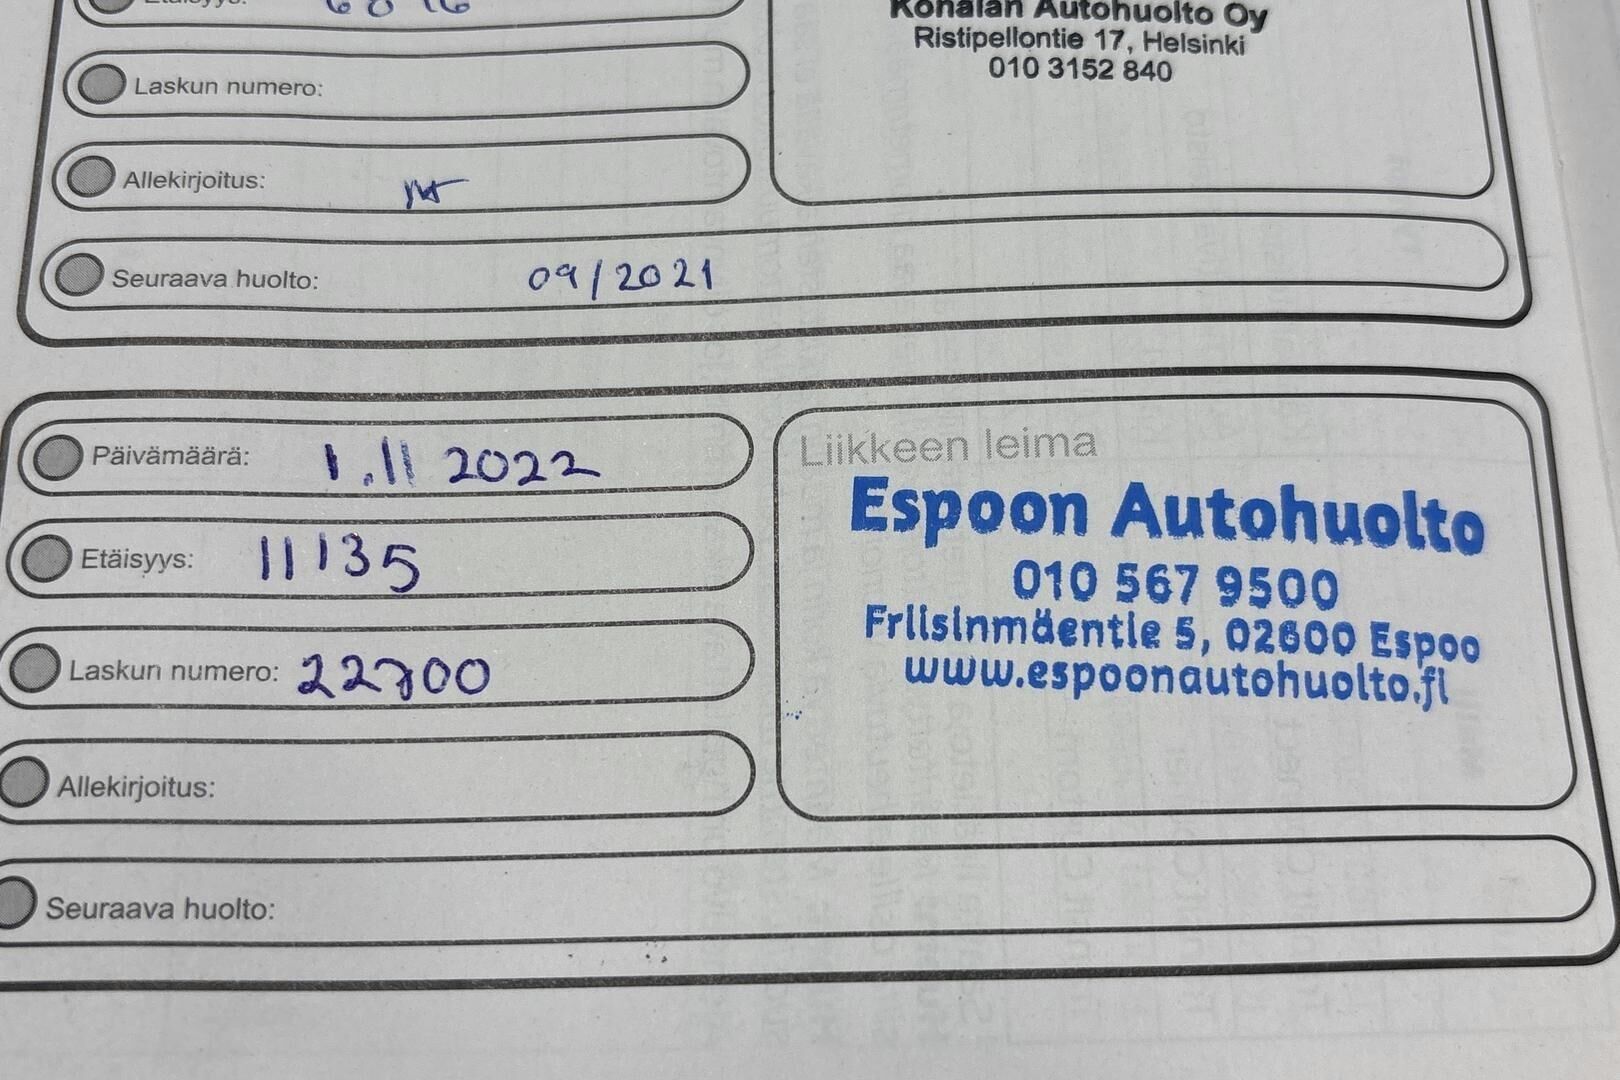 Etäisyys:
Laskun numero:
Allekirjoitus:
Seuraava huolto: 09/2021
Konalan Autohuolto Oy
Ristipellontie 17, Helsinki
010 3152 840
Päivämäärä: 1.11 2022
Etäisyys: 11135
Laskun numero: 22700
Allekirjoitus:
Seuraava huolto:
Liikkeen leima
Espoon Autohuolto
010 567 9500
Friisinmäentie 5, 02600 Espoo
www.espoonautohuolto.fi